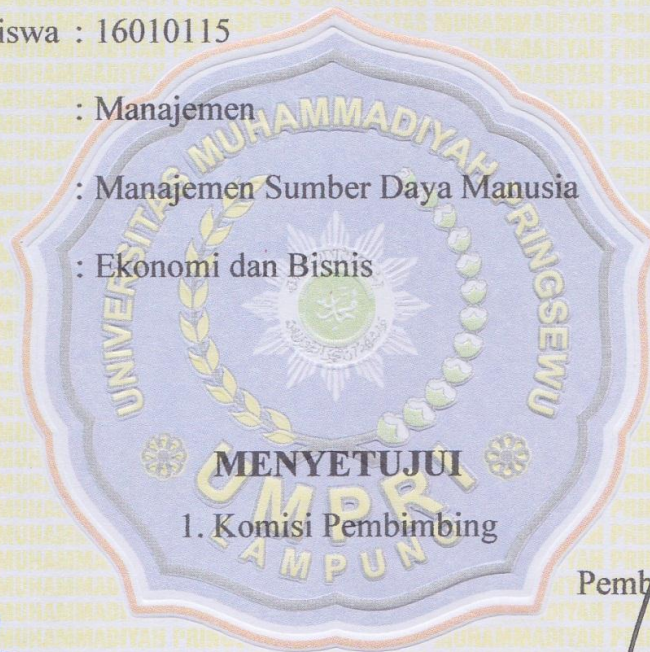 iswa : 16010115
: Manajemen
: Manajemen Sumber Daya Manusia
: Ekonomi dan Bisnis
UNIVERSITAS MUHAMMADIYAH PRINGSEWU
MENYETUJUI
UMPRI
1. Komisi Pembimbing
LAMPUNG
Pemb